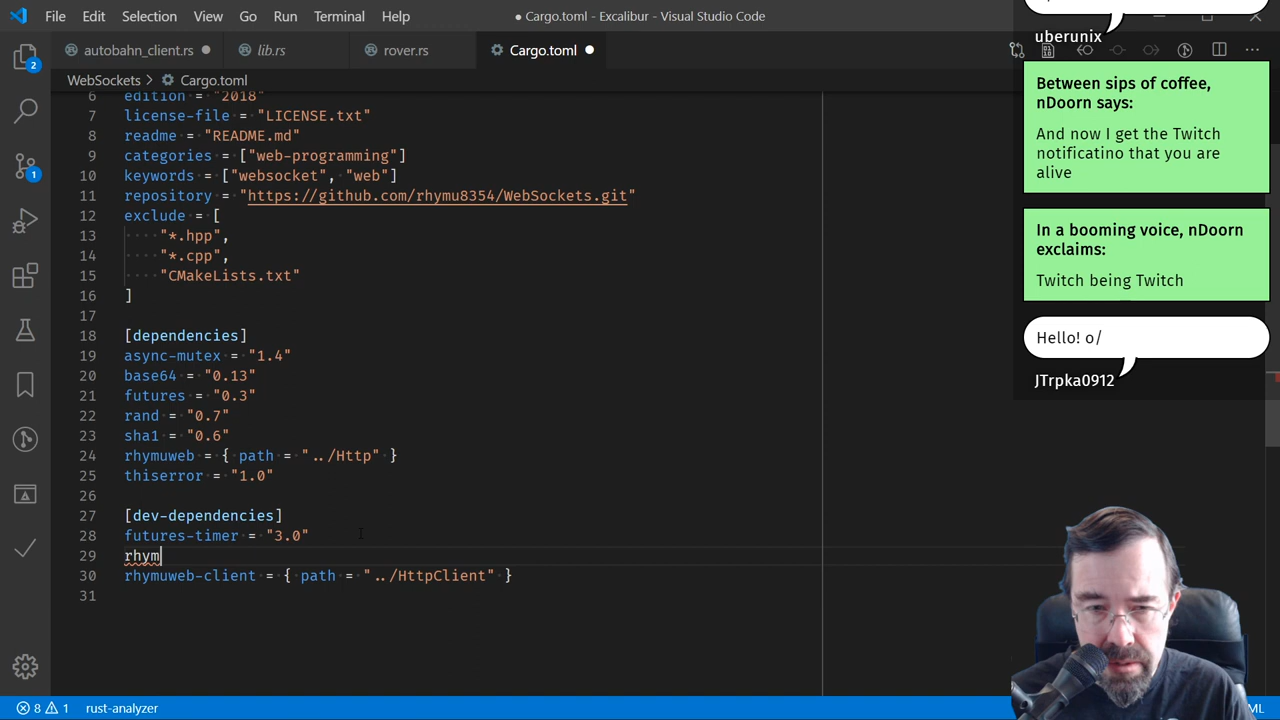 File Edit Selection View Go Run Terminal Help
● Cargo.toml - Excalibur - Visual Studio Code
autobahn_client.rs ● lib.rs rover.rs Cargo.toml ●
WebSockets > Cargo.toml
6 edition = "2018"
7 license-file = "LICENSE.txt"
8 readme = "README.md"
9 categories = ["web-programming"]
10 keywords = ["websocket", "web"]
11 repository = "https://github.com/rhymu8354/WebSockets.git"
12 exclude = [
13 "*.hpp",
14 "*.cpp",
15 "CMakeLists.txt"
16 ]
17
18 [dependencies]
19 async-mutex = "1.4"
20 base64 = "0.13"
21 futures = "0.3"
22 rand = "0.7"
23 sha1 = "0.6"
24 rhymuweb = { path = "../Http" }
25 thiserror = "1.0"
26
27 [dev-dependencies]
28 futures-timer = "3.0"
29 rhym
30 rhymuweb-client = { path = "../HttpClient" }
31
2
1
8 1 rust-analyzer
uberunix
Between sips of coffee,
nDoorn says:
And now I get the Twitch
notificatino that you are
alive
In a booming voice, nDoorn
exclaims:
Twitch being Twitch
Hello! o/
JTrpka0912